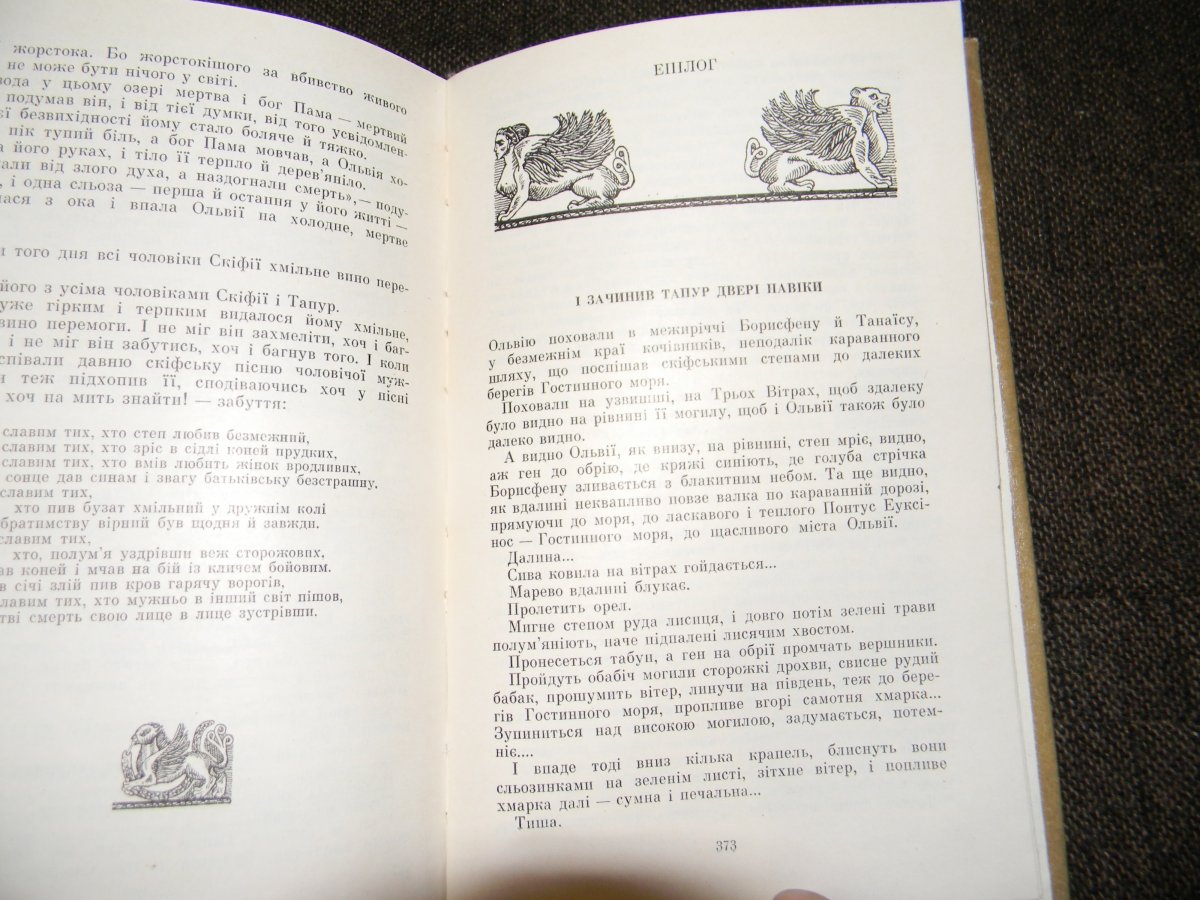 жорстока. Бо жорстокішого за вбивство живого
не може бути нічого у світі.
вода у цьому озері мертва і бог Пама — мертвий
подумав він, і від тієї думки, від того усвідомлен-
безвихідності йому стало боляче й тяжко.
пік тупий біль, а бог Пама мовчав, а Ольвія хо-
його руках, і тіло її терпло й дерев'яніло.
від злого духа, а наздогнали смерть»,— поду-
і одна сльоза — перша й остання у його житті —
з ока і впала Ольвії на холодне, мертве
того дня всі чоловіки Скіфії хмільне вино пере-
його з усіма чоловіками Скіфії і Тапур.
уже гірким і терпким видалося йому хмільне,
вино перемоги. І не міг він захмеліти, хоч і баг-
і не міг він забутись, хоч і багнув того. І коли
співали давню скіфську пісню чоловічої муж-
теж підхопив її, сподіваючись хоч у пісні
хоч на мить знайти! — забуття:
славим тих, хто степ любив безмежний,
славим тих, хто зріс в сідлі коней прудких,
славим тих, хто вмів любить жінок вродливих,
сонце дав синам і звагу батьківську безстрашну.
славим тих,
хто пив бузат хмільний у дружнім колі
братимству вірний був щодня й завжди.
славим тих,
хто, полум'я уздрівши веж сторожових,
коней і мчав на бій із кличем бойовим.
в січі злій пив кров гарячу ворогів,
славим тих, хто мужньо в інший світ пішов,
смерть свою лице в лице зустрівши.
ЕПІЛОГ
І ЗАЧИНИВ ТАПУР ДВЕРІ НАВІКИ
Ольвію поховали в межиріччі Борисфену й Танаїсу,
у безмежнім краї кочівників, неподалік караванного
шляху, що поспішав скіфськими степами до далеких
берегів Гостинного моря.
Поховали на узвишші, на Трьох Вітрах, щоб здалеку
було видно на рівнині її могилу, щоб і Ольвії також було
далеко видно.
А видно Ольвії, як внизу, на рівнині, степ мріє, видно,
аж ген до обрію, де кряжі синіють, де голуба стрічка
Борисфену зливається з блакитним небом. Та ще видно,
як вдалині неквапливо повзе валка по караванній дорозі,
прямуючи до моря, до ласкавого і теплого Понтус Еуксі-
нос — Гостинного моря, до щасливого міста Ольвії.
Далина...
Сива ковила на вітрах гойдається...
Марево вдалині блукає.
Пролетить орел.
Мигне степом руда лисиця, і довго потім зелені трави
полум'яніють, наче підпалені лисячим хвостом.
Пронесеться табун, а ген на обрії промчать вершники.
Пройдуть обабіч могили сторожкі дрохви, свисне рудий
бабак, прошумить вітер, линучи на південь, теж до бере-
гів Гостинного моря, пропливе вгорі самотня хмарка...
Зупиниться над високою могилою, задумається, потем-
ніє....
І впаде тоді вниз кілька крапель, блиснуть вони
сльозинками на зеленім листі, зітхне вітер, і попливе
хмарка далі — сумна і печальна...
Тиша.
373